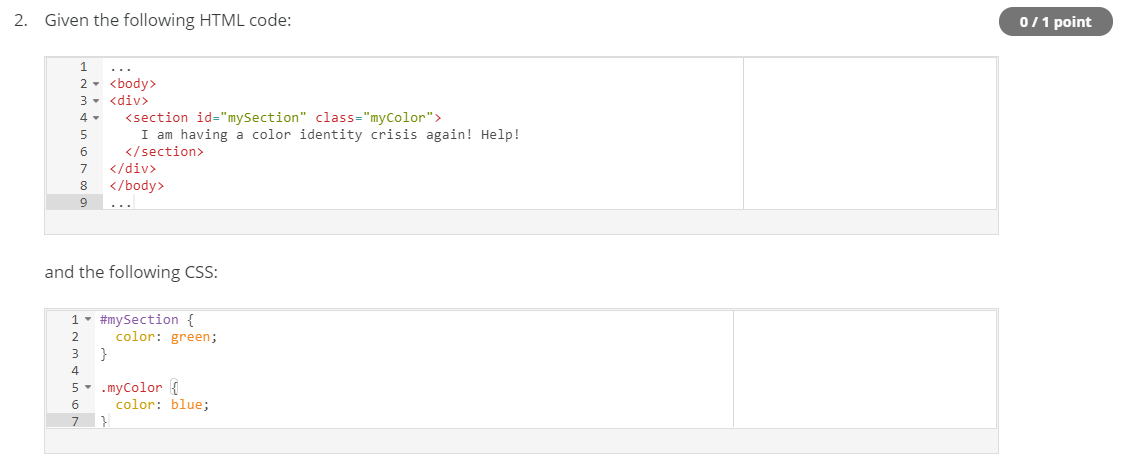 2. Given the following HTML code:
0 / 1 point
1 ...
2 <body>
3 <div>
4 <section id="mySection" class="myColor">
5 I am having a color identity crisis again! Help!
6 </section>
7 </div>
8 </body>
9 ...
and the following CSS:
1 #mySection {
2 color: green;
3 }
4
5 .myColor {
6 color: blue;
7 }